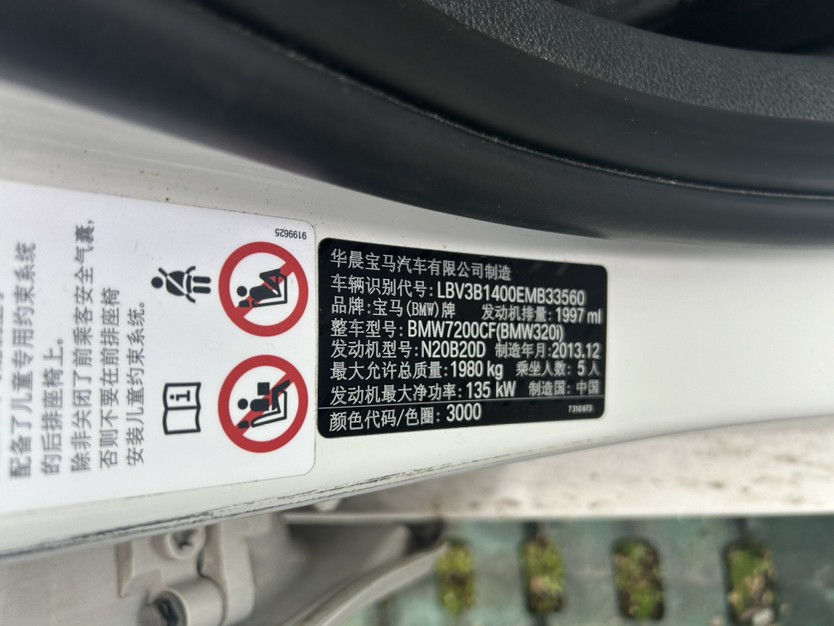 华晨宝马汽车有限公司制造
车辆识别代号:LBV3B1400EMB33560
品牌:宝马(BMW)牌 发动机排量:1997 ml
整车型号:BMW7200CF(BMW320i)
发动机型号:N20B20D 制造年月:2013.12
最大允许总质量:1980 kg 乘坐人数:5人
发动机最大净功率:135 kW 制造国:中国
颜色代码/色圈:3000
7310673
9199625
配备了儿童专用约束系统
的后排座椅上。
除非关闭了前乘客安全气囊,
否则不要在前排座椅
安装儿童约束系统。